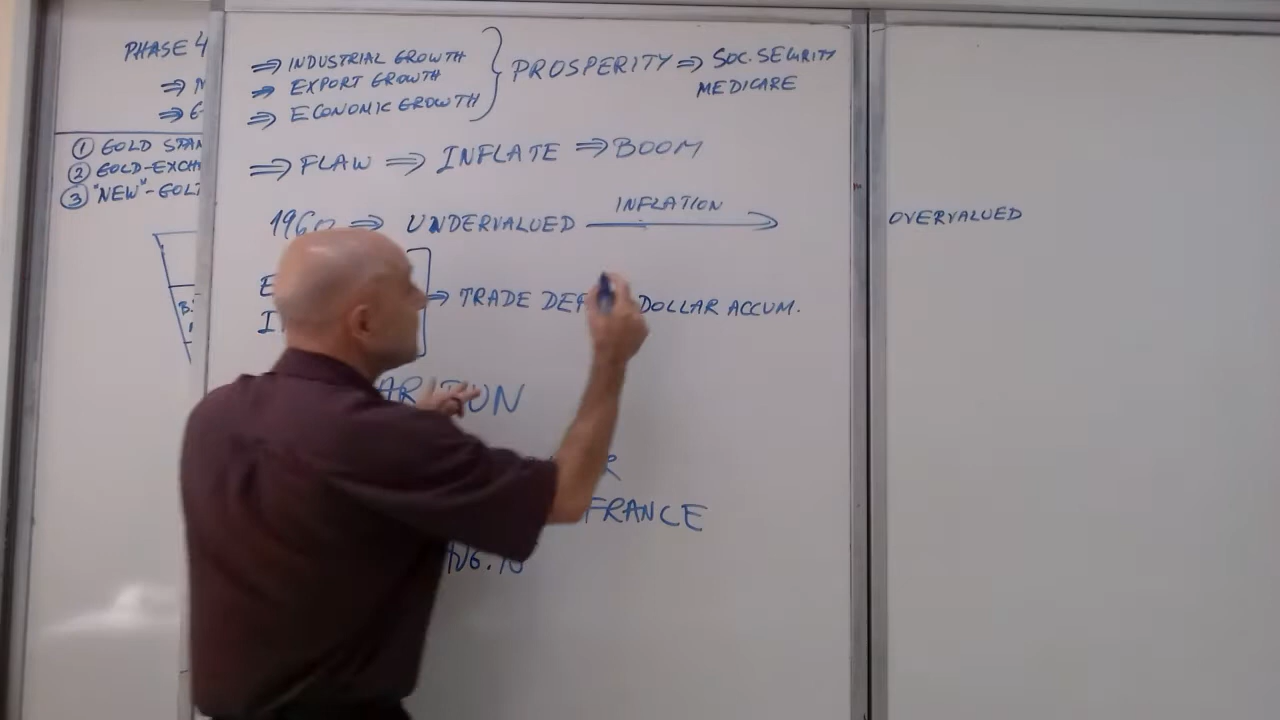 PHASE 4
① GOLD STAN
② GOLD-EXCH
③ "NEW"-GOL
⇒ INDUSTRIAL GROWTH
⇒ EXPORT GROWTH
⇒ ECONOMIC GROWTH
PROSPERITY ⇒ SOC. SECURITY
MEDICARE
⇒ FLAW ⇒ INFLATE ⇒ BOOM
1960 ⇒ UNDERVALUED INFLATION → OVERVALUED
⇒ TRADE DEF DOLLAR ACCUM.
FRANCE